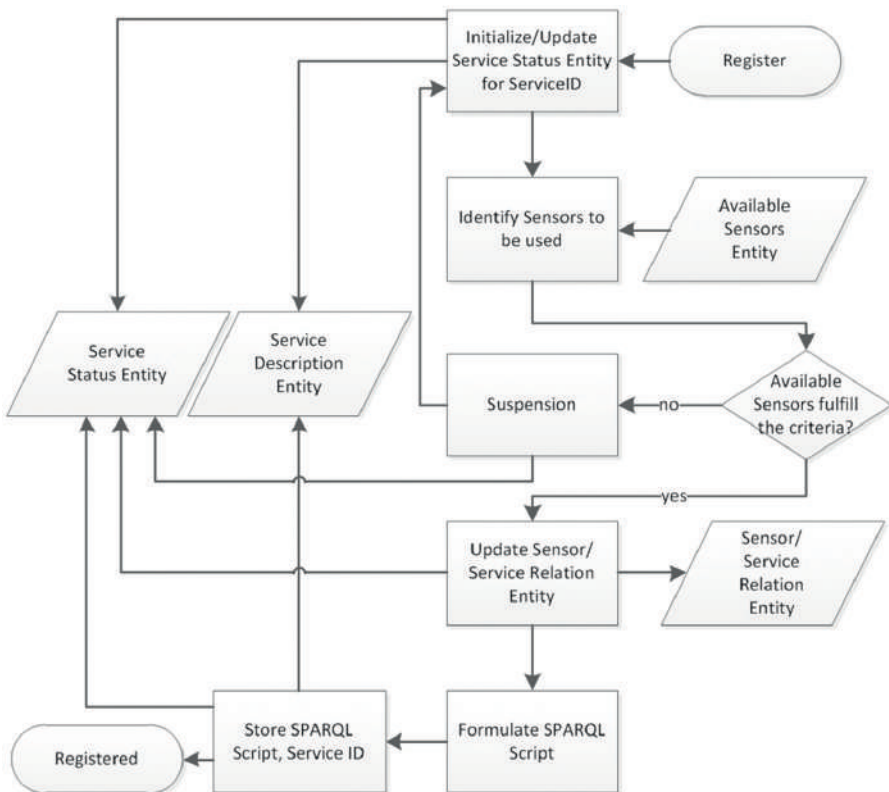 Initialize/Update
Service Status Entity
for ServiceID
Register
Identify Sensors to
be used
Available
Sensors
Entity
Service
Status Entity
Service
Description
Entity
Suspension
no
Available
Sensors fulfill
the criteria?
yes
Update Sensor/
Service Relation
Entity
Sensor/
Service
Relation
Entity
Registered
Store SPARQL
Script, Service ID
Formulate SPARQL
Script